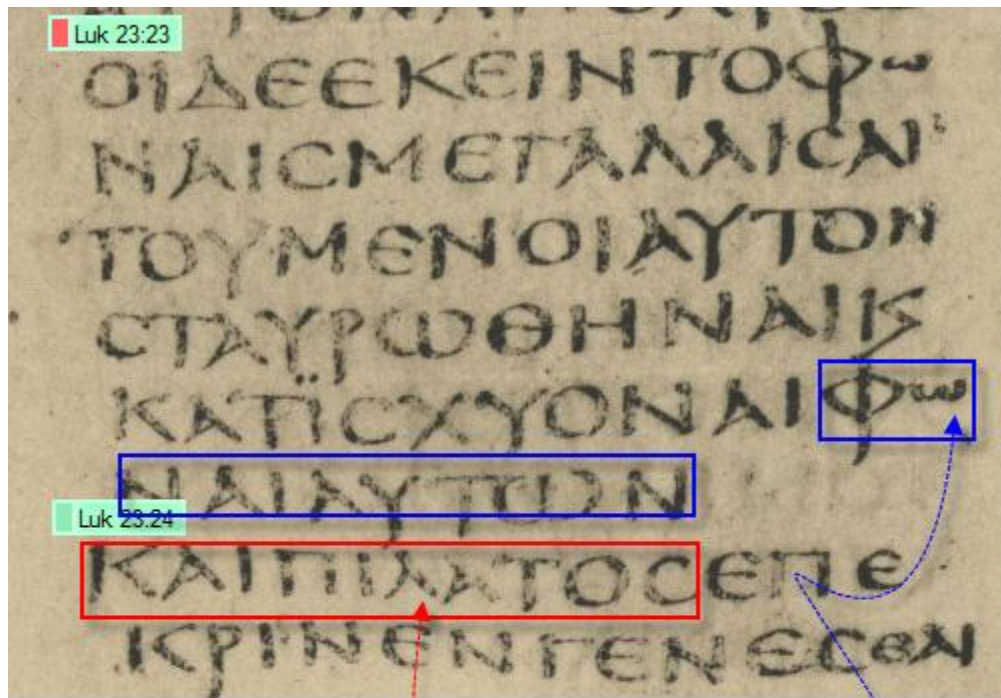 Luk 23:23
ΟΙΔΕΕΚΕΙΝΤΟΦΩ
ΝΑΙCΜΕΓΑΛΑΙCΑΙ
ΤΟΥΜΕΝΟΙΑΥΤΟΝ
CΤΑΥΡΩΘΗΝΑΙϏ
ΚΑΤΪCΧΥΟΝΑΙΦΩ
ΝΑΙΑΥΤΩΝ
Luk 23:24
ΚΑΙΠΙΛΑΤΟCΕΠΕ
ΚΡΙΝΕΝΓΕΝΕCΘΑΙ